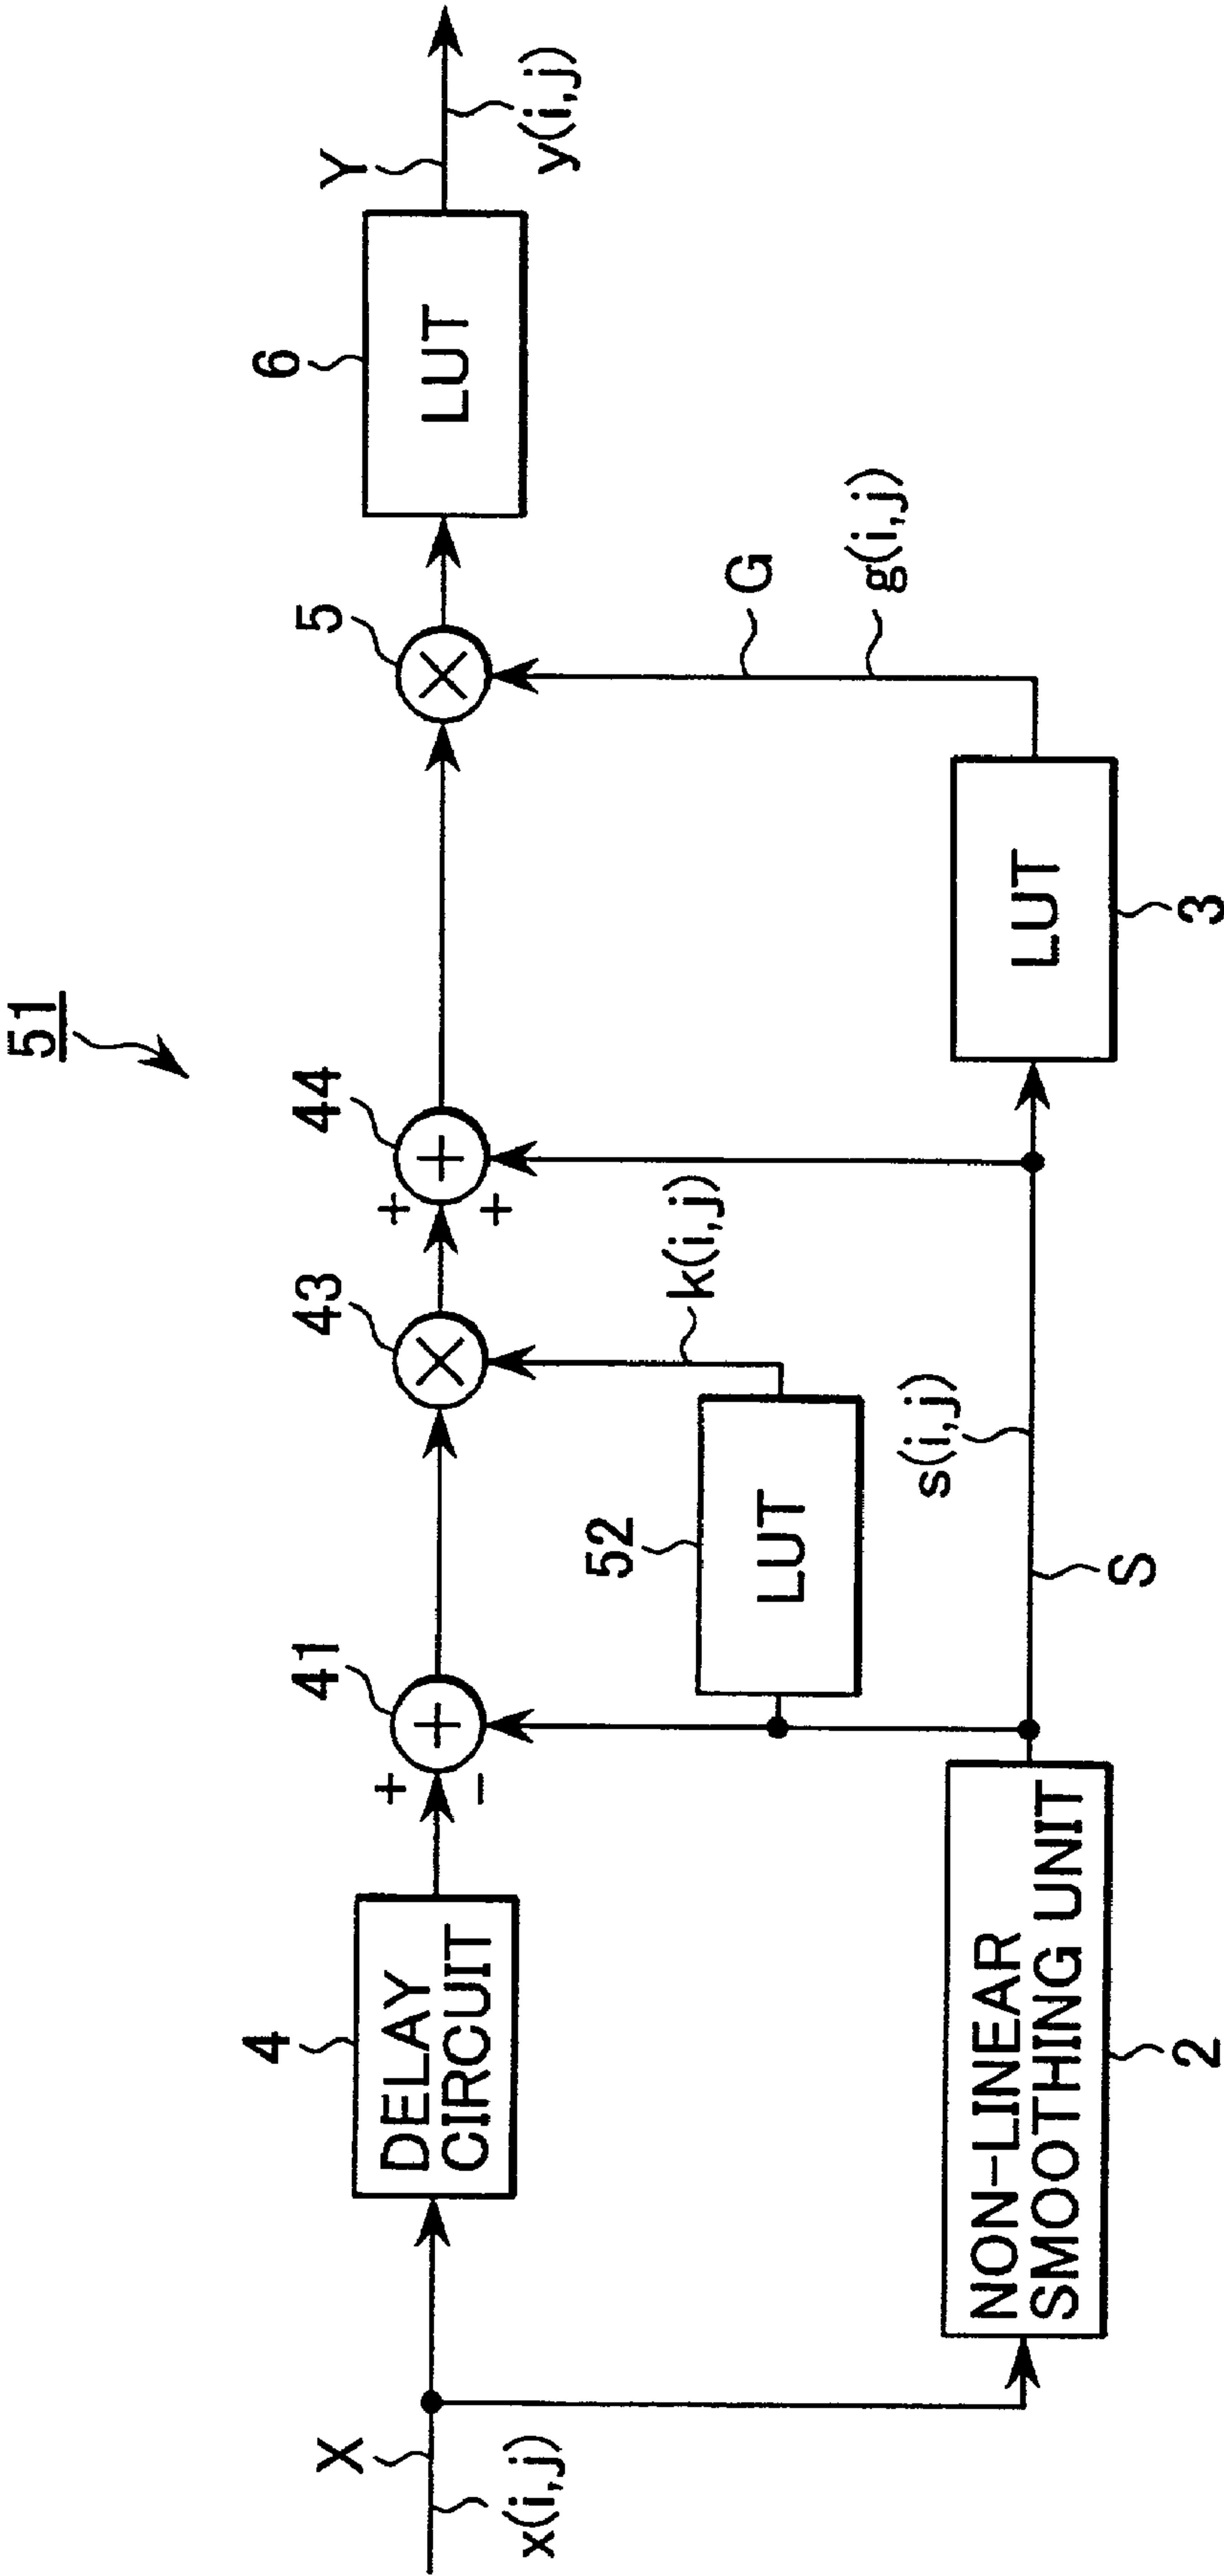 51
X
x(i,j)
4
DELAY
CIRCUIT
+
−
41
+
43
×
+
+
44
+
5
×
6
LUT
Y
y(i,j)
52
LUT
k(i,j)
G
g(i,j)
NON-LINEAR
SMOOTHING UNIT
2
S
s(i,j)
LUT
3